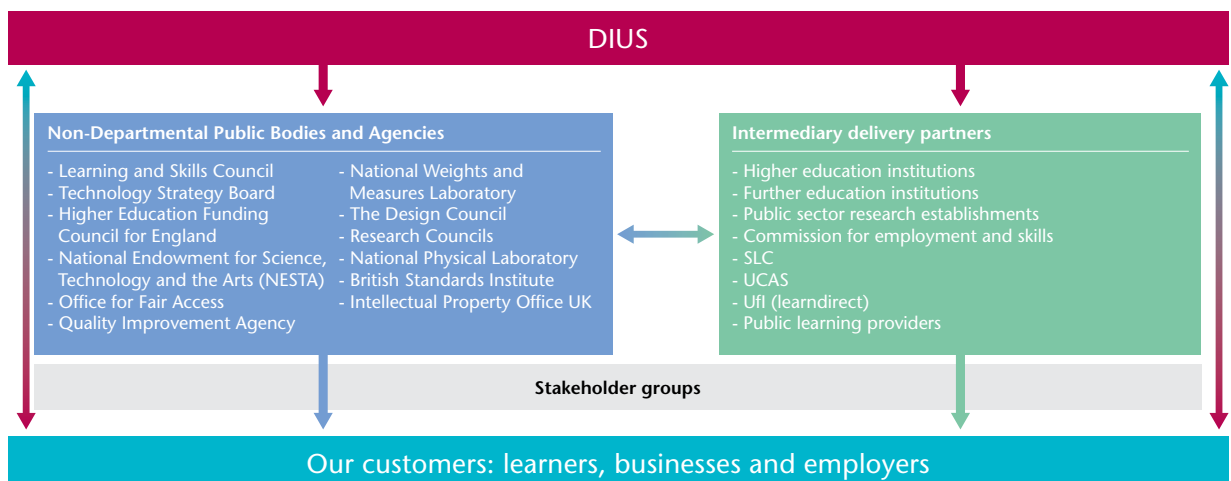 DIUS
Non-Departmental Public Bodies and Agencies
- Learning and Skills Council
- Technology Strategy Board
- Higher Education Funding
Council for England
- National Endowment for Science,
Technology and the Arts (NESTA)
- Office for Fair Access
- Quality Improvement Agency
- National Weights and
Measures Laboratory
- The Design Council
- Research Councils
- National Physical Laboratory
- British Standards Institute
- Intellectual Property Office UK
Intermediary delivery partners
- Higher education institutions
- Further education institutions
- Public sector research establishments
- Commission for employment and skills
- SLC
- UCAS
- UfI (learndirect)
- Public learning providers
Stakeholder groups
Our customers: learners, businesses and employers